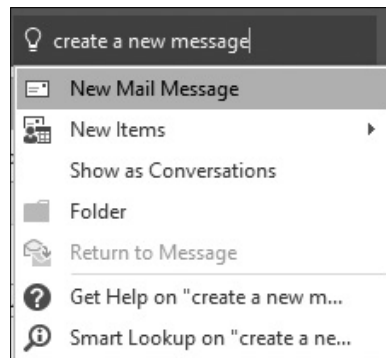 create a new message
New Mail Message
New Items
Show as Conversations
Folder
Return to Message
Get Help on "create a new m...
Smart Lookup on "create a ne...